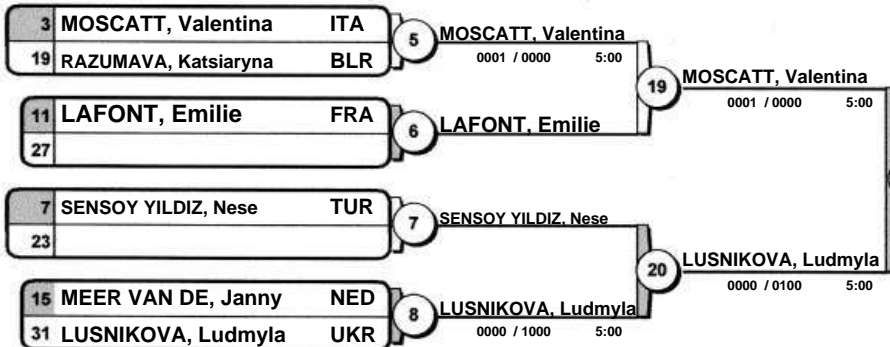 3 MOSCATT, Valentina ITA
19 RAZUMAVA, Katsiaryna BLR
5
MOSCATT, Valentina
0001 / 0000 5:00
11 LAFONT, Emilie FRA
27
6
LAFONT, Emilie
19
MOSCATT, Valentina
0001 / 0000 5:00
7 SENSOY YILDIZ, Nese TUR
23
7
SENSOY YILDIZ, Nese
15 MEER VAN DE, Janny NED
31 LUSNIKOVA, Ludmyla UKR
8
LUSNIKOVA, Ludmyla
0000 / 1000 5:00
20
LUSNIKOVA, Ludmyla
0000 / 0100 5:00